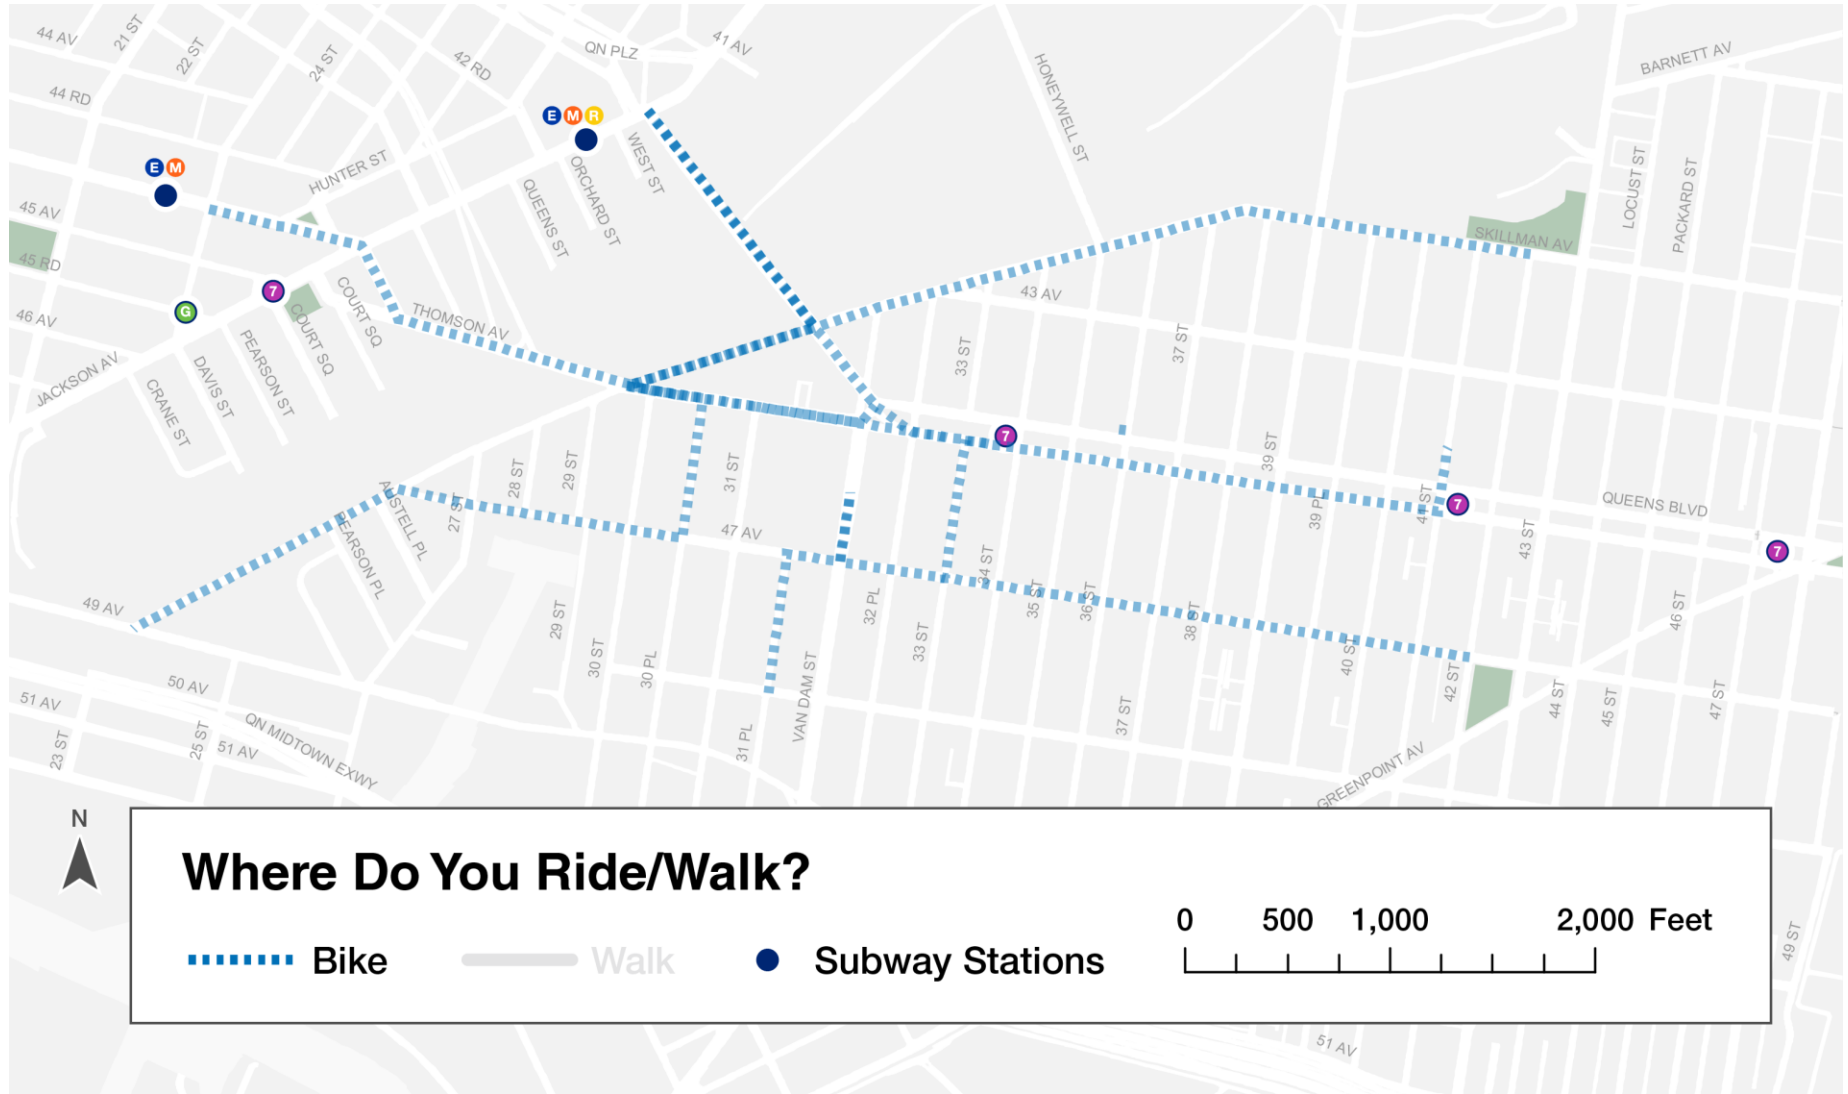 44 AV
21 ST
22 ST
24 ST
42 RD
QN PLZ
41 AV
HONEYWELL ST
BARNETT AV
44 RD
E M R
E M
HUNTER ST
WEST ST
ORCHARD ST
QUEENS ST
LOCUST ST
PACKARD ST
45 AV
SKILLMAN AV
45 RD
7
G
COURT SQ
COURT SQ
THOMSON AV
43 AV
46 AV
33 ST
37 ST
JACKSON AV
PEARSON ST
DAVIS ST
CRANE ST
7
39 ST
31 ST
29 ST
28 ST
27 ST
AUSTELL PL
PEARSON PL
47 AV
39 PL
41 ST
7
QUEENS BLVD
43 ST
7
34 ST
35 ST
36 ST
38 ST
40 ST
42 ST
46 ST
49 AV
29 ST
30 ST
30 PL
32 PL
33 ST
VAN DAM ST
31 PL
37 ST
44 ST
45 ST
47 ST
50 AV
51 AV
23 ST
25 ST
51 AV
QN MIDTOWN EXWY
GREENPOINT AV
N
Where Do You Ride/Walk?
Bike
Walk
Subway Stations
0 500 1,000 2,000 Feet
49 ST
51 AV